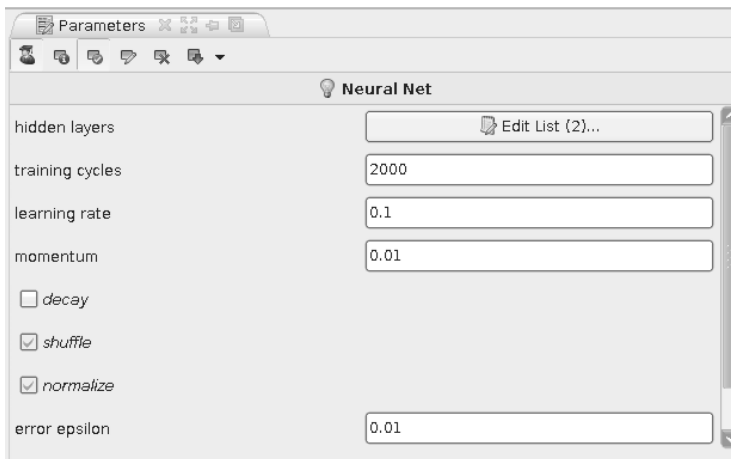 Parameters
Neural Net
hidden layers
Edit List (2)...
training cycles
2000
learning rate
0.1
momentum
0.01
decay
shuffle
normalize
error epsilon
0.01